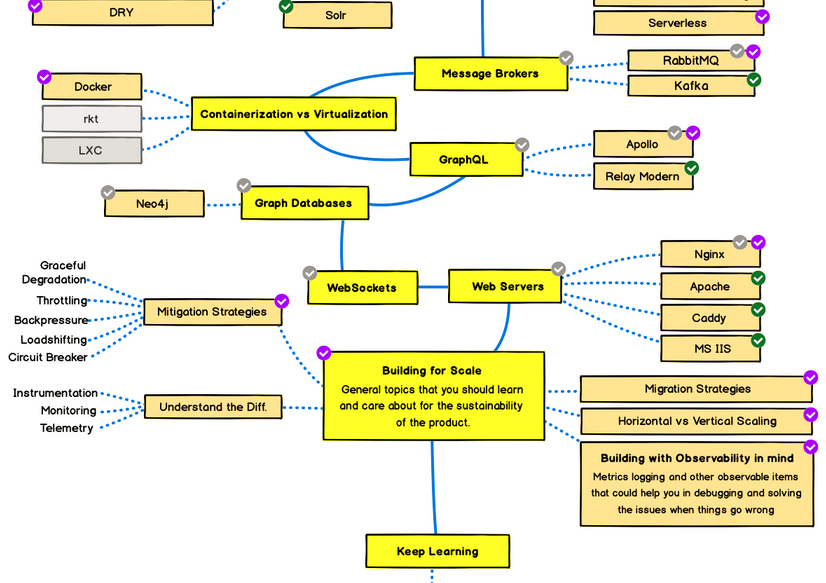 DRY
Solr
Serverless
Message Brokers
RabbitMQ
Kafka
Docker
rkt
LXC
Containerization vs Virtualization
GraphQL
Apollo
Relay Modern
Neo4j
Graph Databases
WebSockets
Web Servers
Nginx
Apache
Caddy
MS IIS
Graceful
Degradation
Throttling
Backpressure
Loadshifting
Circuit Breaker
Mitigation Strategies
Building for Scale
General topics that you should learn
and care about for the sustainability
of the product.
Instrumentation
Monitoring
Telemetry
Understand the Diff.
Migration Strategies
Horizontal vs Vertical Scaling
Building with Observability in mind
Metrics logging and other observable items
that could help you in debugging and solving
the issues when things go wrong
Keep Learning